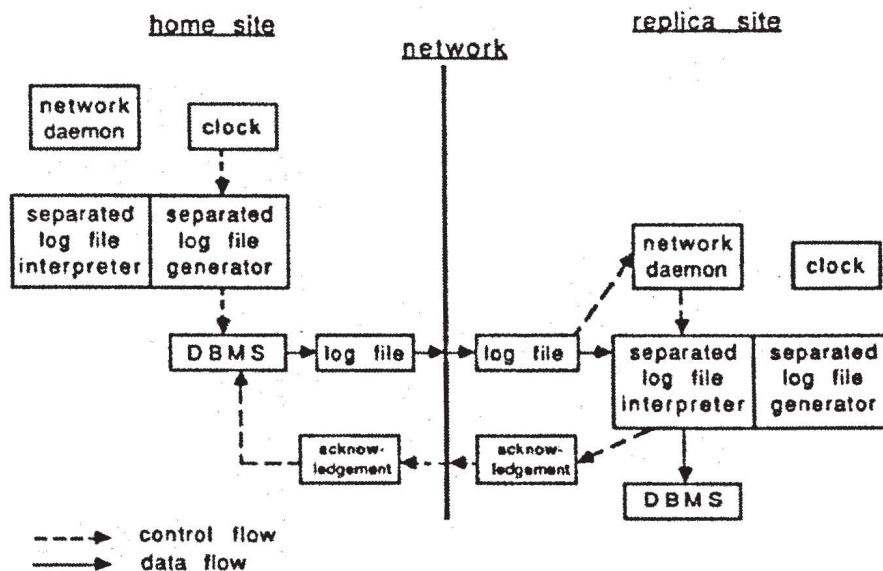 home site
replica site
network
network
daemon
clock
separated
log file
interpreter
separated
log file
generator
network
daemon
clock
DBMS
log file
log file
separated
log file
interpreter
separated
log file
generator
acknow-
ledgement
acknow-
ledgement
DBMS
control flow
data flow